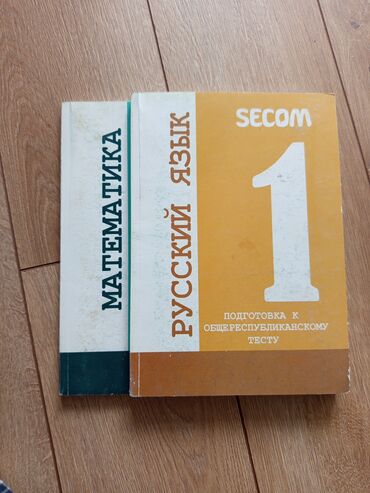 МАТЕМАТИКА
РУССКИЙ ЯЗЫК
SECOM
1
ПОДГОТОВКА К
ОБЩЕРЕСПУБЛИКАНСКОМУ
ТЕСТУ